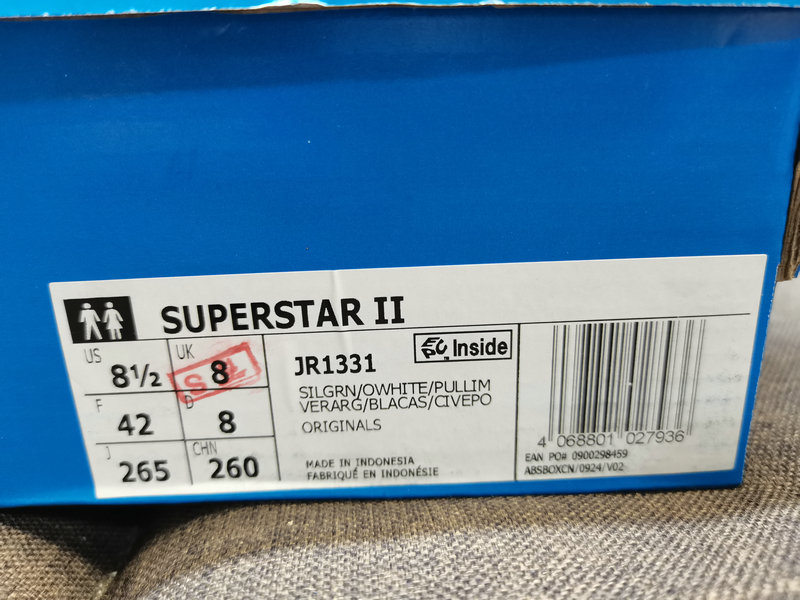 SUPERSTAR II
US 8½ UK 8
F 42 D 8
J 265 CHN 260
JR1331
EPC Inside
SILGRN/OWHITE/PULLIM
VERARG/BLACAS/CIVEPO
ORIGINALS
MADE IN INDONESIA
FABRIQUÉ EN INDONÉSIE
4 068801 027936
EAN PO# 0900298459
ABSBOXCN/0924/V02